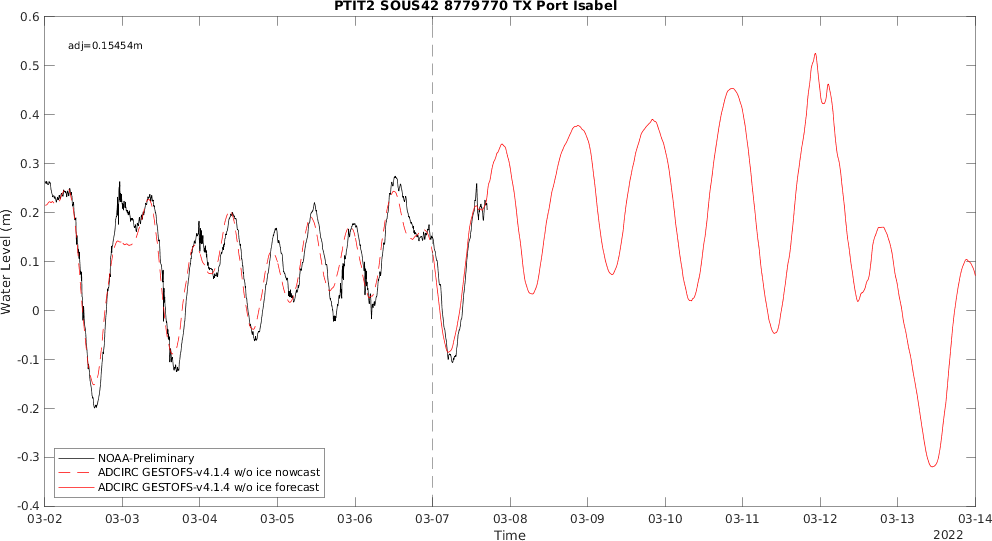 PTIT2 SOUS42 8779770 TX Port Isabel
0.6
adj=0.15454m
0.5
0.4
0.3
0.2
0.1
0
-0.1
-0.2
-0.3
-0.4
Water Level (m)
NOAA-Preliminary
ADCIRC GESTOFS-v4.1.4 w/o ice nowcast
ADCIRC GESTOFS-v4.1.4 w/o ice forecast
03-02 03-03 03-04 03-05 03-06 03-07 03-08 03-09 03-10 03-11 03-12 03-13 03-14
Time
2022